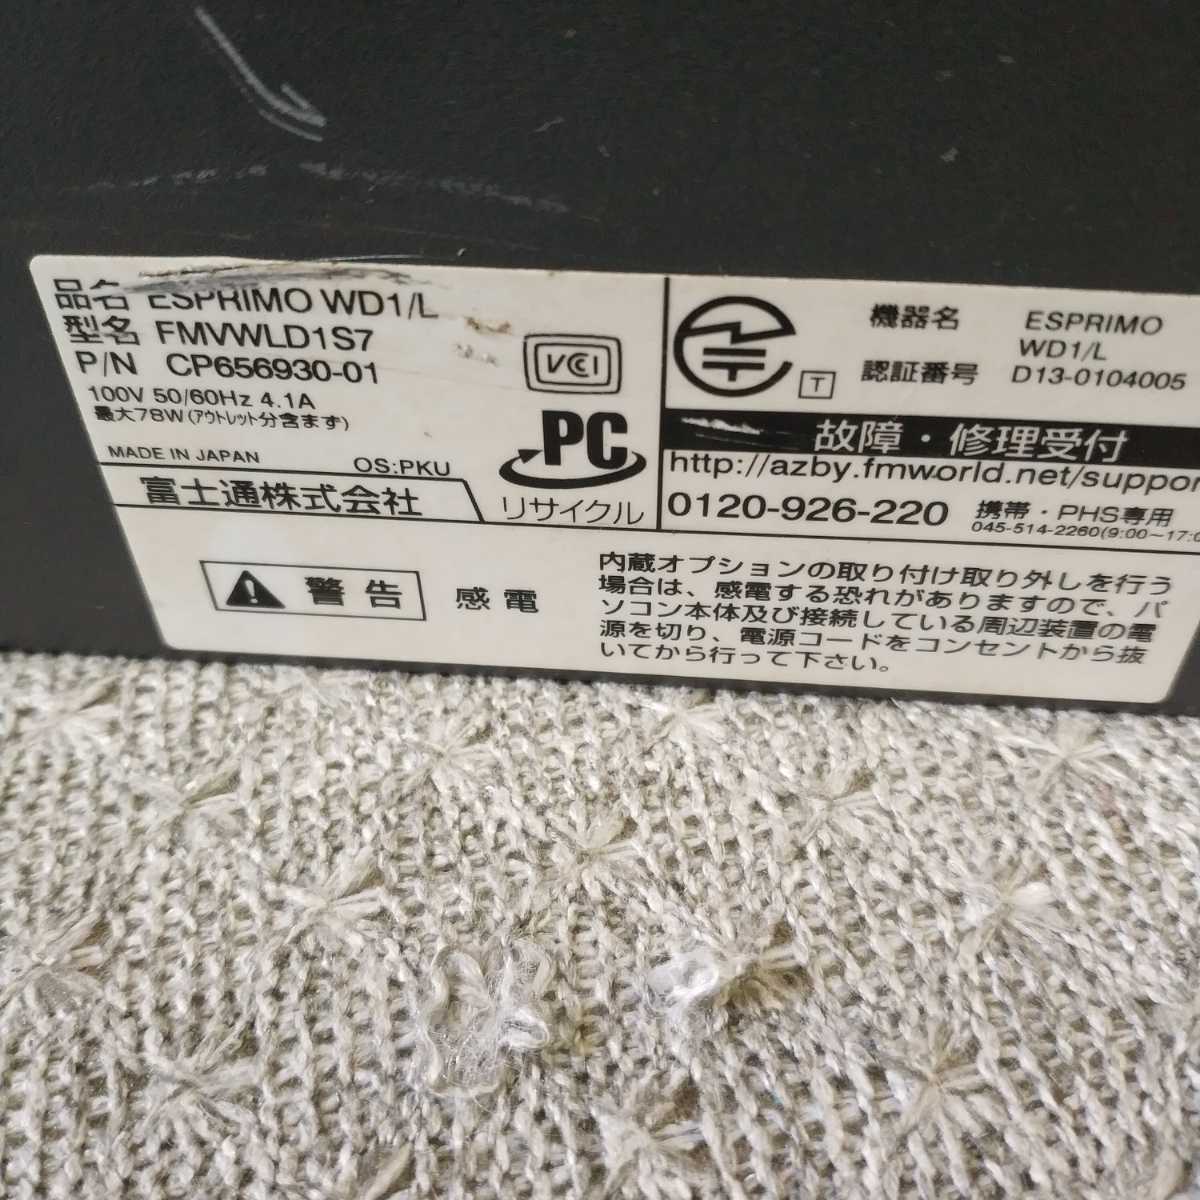 品名 ESPRIMO WD1/L
型名 FMVWLD1S7
P/N CP656930-01
100V 50/60Hz 4.1A
最大78W(アウトレット分含まず)
MADE IN JAPAN OS:PKU
富士通株式会社
VCCI
PC
リサイクル
T
機器名 ESPRIMO
WD1/L
認証番号 D13-0104005
故障・修理受付
http://azby.fmworld.net/suppor
0120-926-220 携帯・PHS専用
045-514-2260(9:00~17:0
警告 感電
内蔵オプションの取り付け取り外しを行う
場合は、感電する恐れがありますので、パ
ソコン本体及び接続している周辺装置の電
源を切り、電源コードをコンセントから抜
いてから行って下さい。